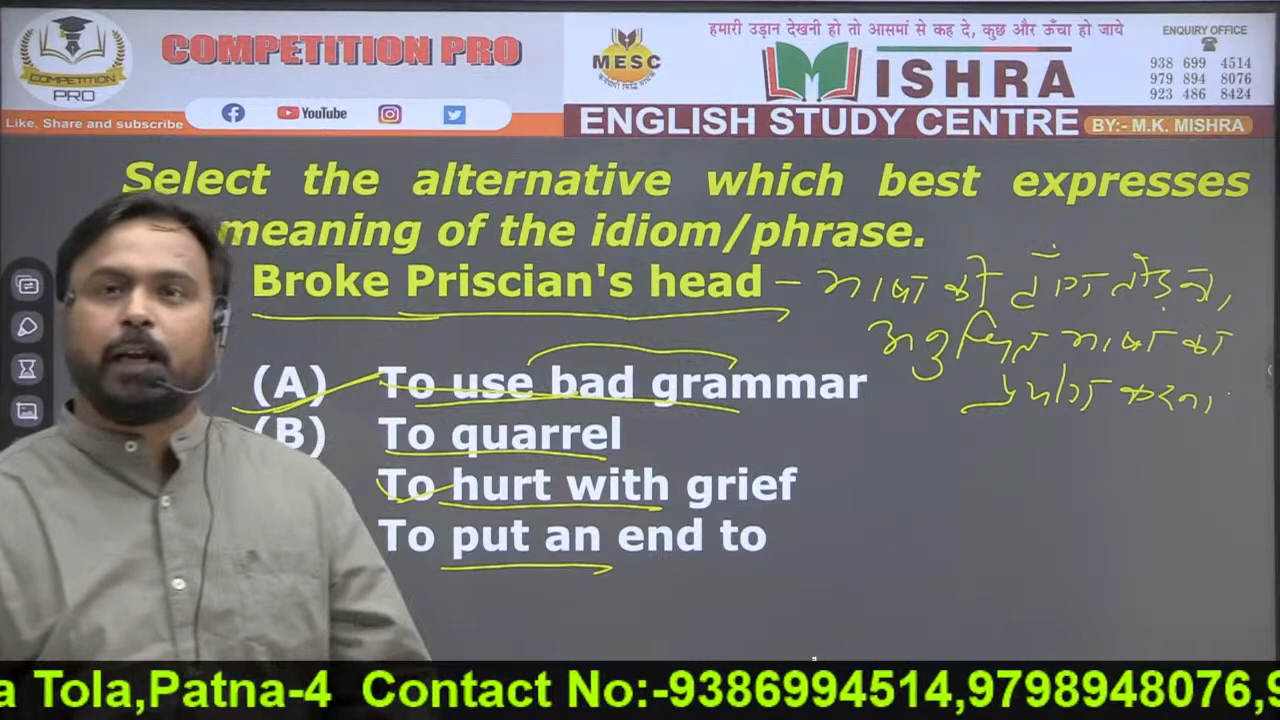 COMPETITION
PRO
COMPETITION PRO
Like, Share and subscribe
YouTube
MESC
हमारी उड़ान देखनी हो तो आसमां से कह दे, कुछ और ऊँचा हो जाये
MISHRA
ENGLISH STUDY CENTRE
BY:- M.K. MISHRA
ENQUIRY OFFICE
938 699 4514
979 894 8076
923 486 8424
Select the alternative which best expresses
meaning of the idiom/phrase.
Broke Priscian's head – भाषा की तोड़ना,
अनुचित भाषा का
प्रयोग करना
(A) To use bad grammar
(B) To quarrel
To hurt with grief
To put an end to
a Tola,Patna-4 Contact No:-9386994514,9798948076,9